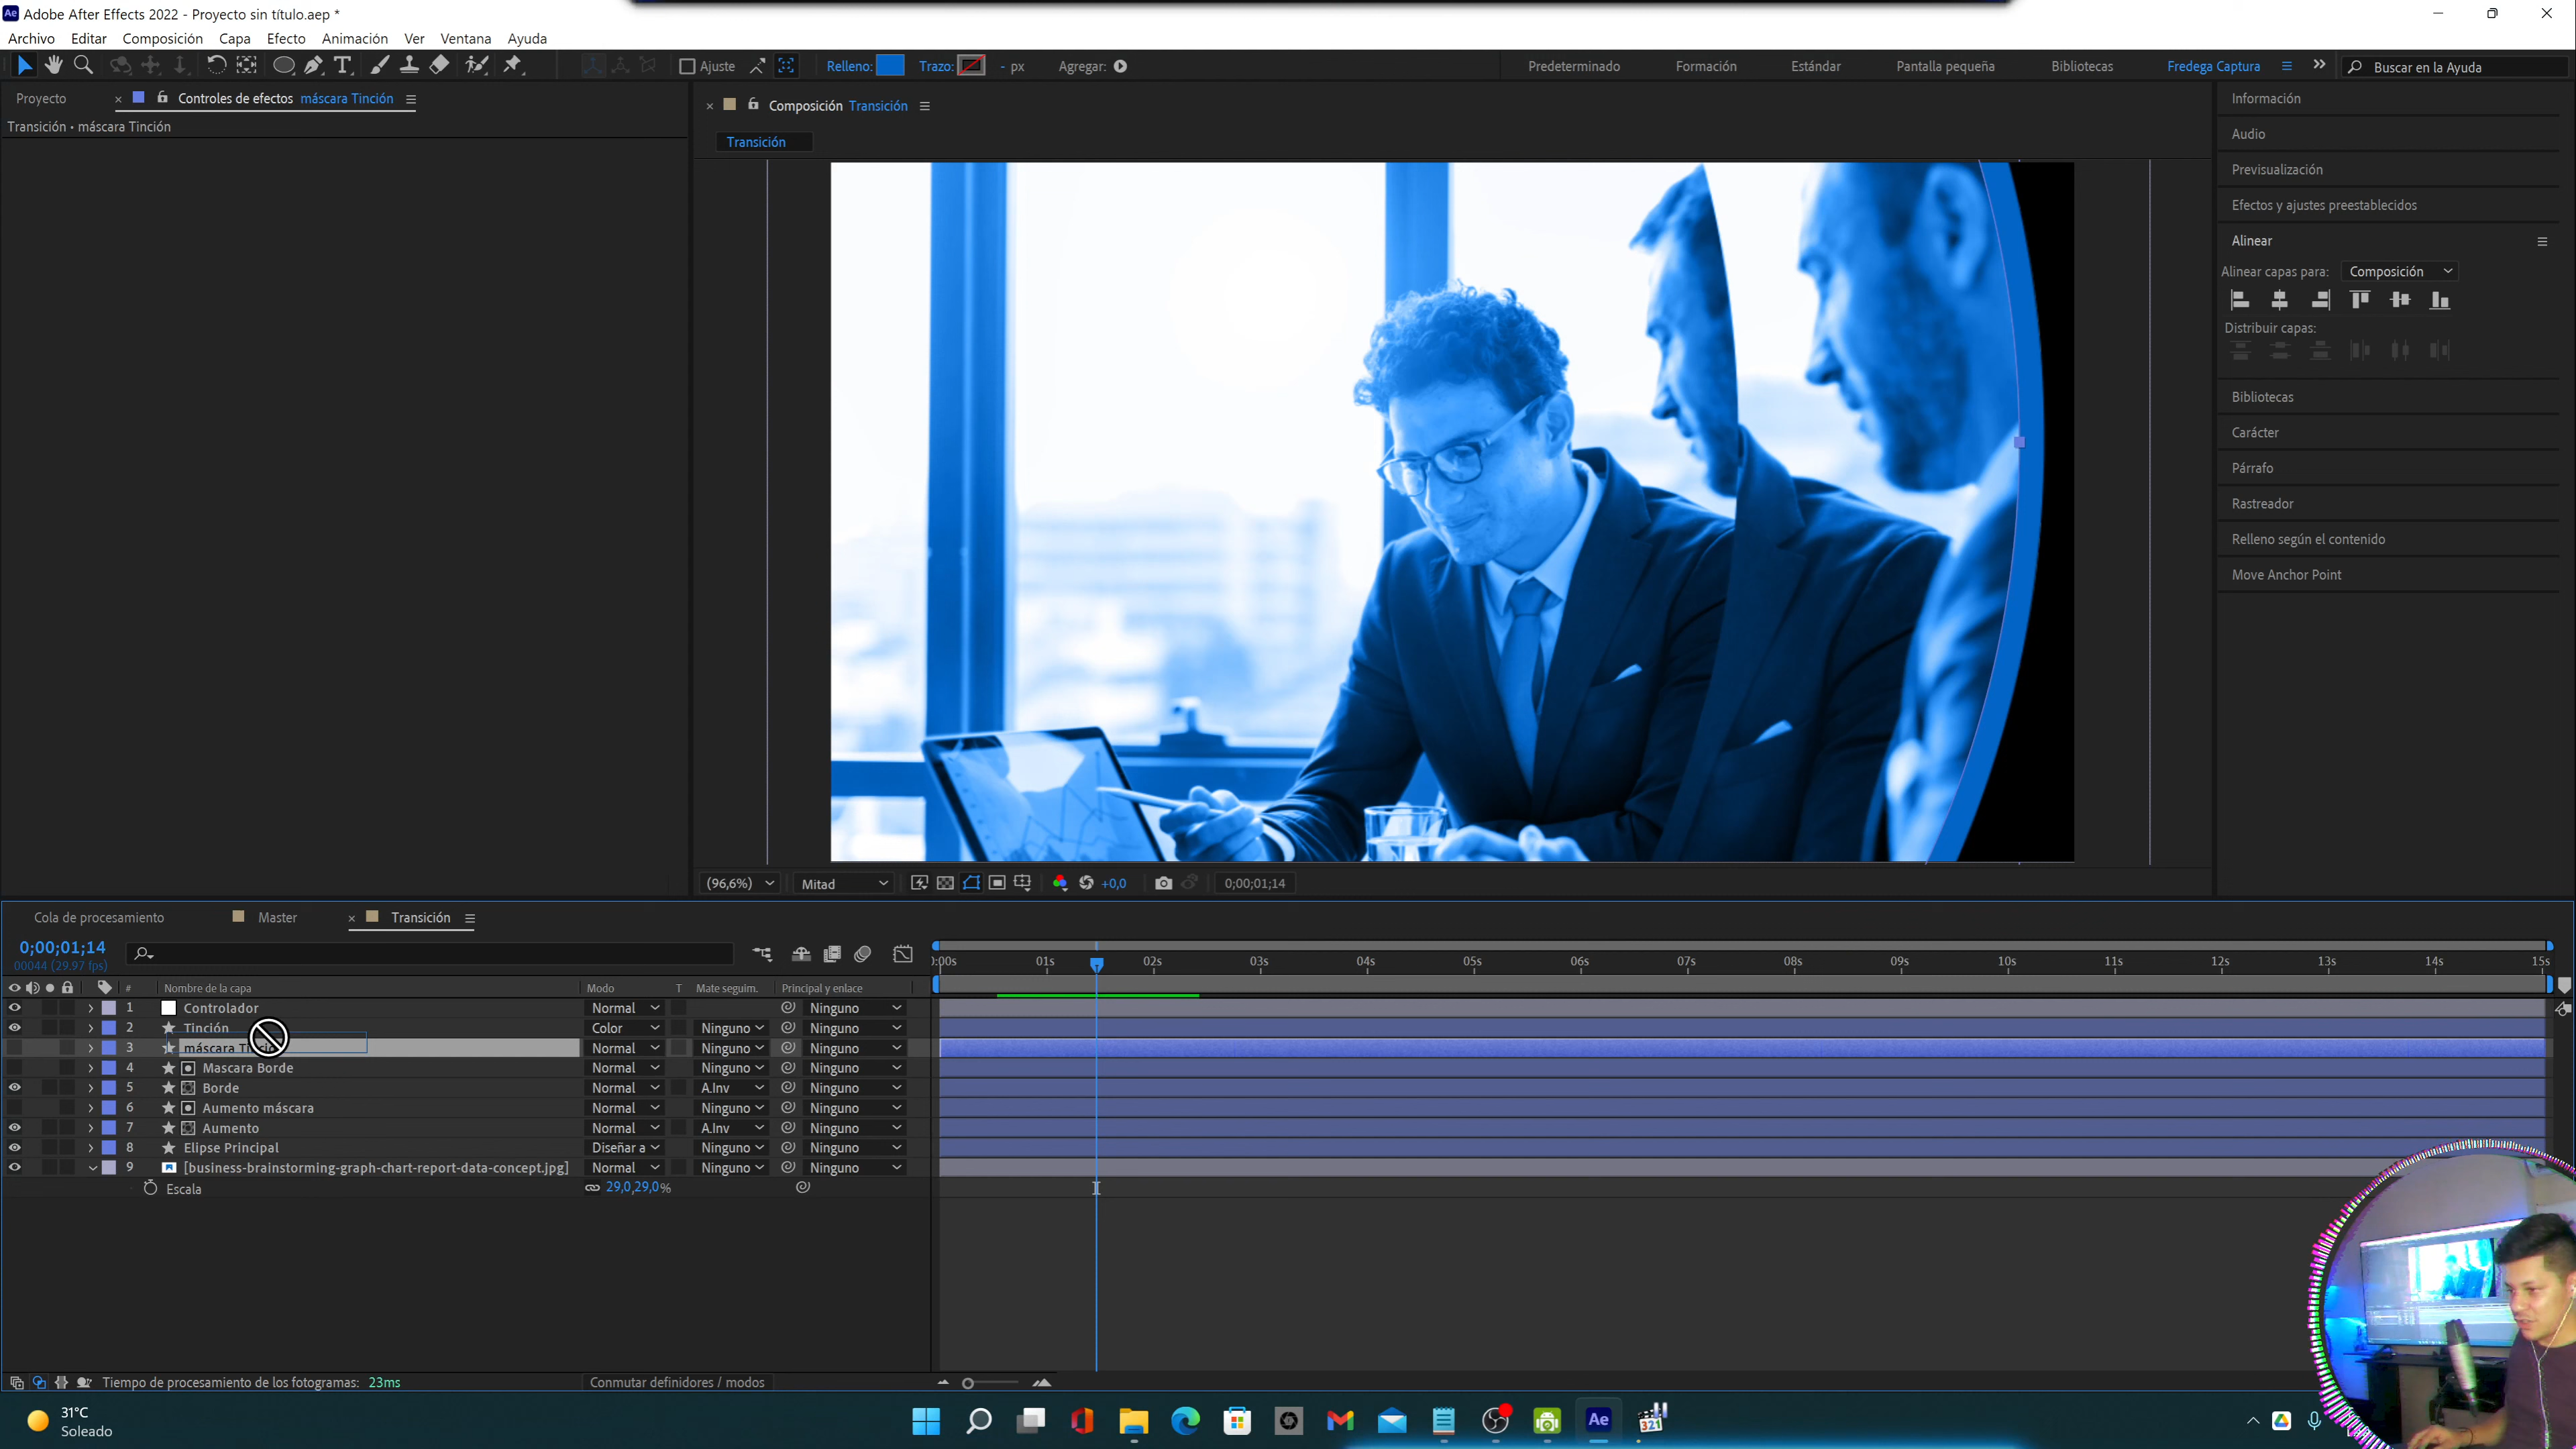 Adobe After Effects 2022 - Proyecto sin título.aep *
Archivo Editar Composición Capa Efecto Animación Ver Ventana Ayuda
Ajuste Relleno: Trazo: - px Agregar: Predeterminado Formación Estándar Pantalla pequeña Bibliotecas Fredega Captura Buscar en la Ayuda
Proyecto Controles de efectos máscara Tinción
Transición • máscara Tinción
Composición Transición
Transición
Información
Audio
Previsualización
Efectos y ajustes preestablecidos
Alinear
Alinear capas para: Composición
Distribuir capas:
Bibliotecas
Carácter
Párrafo
Rastreador
Relleno según el contenido
Move Anchor Point
(96,6%) Mitad +0,0 0;00;01;14
Cola de procesamiento Master Transición
0;00;01;14
00044 (29.97 fps)
:00s 01s 02s 03s 04s 05s 06s 07s 08s 09s 10s 11s 12s 13s 14s 15s
# Nombre de la capa Modo T Mate seguim. Principal y enlace
1 Controlador Normal Ninguno
2 Tinción Color Ninguno Ninguno
3 máscara Normal Ninguno Ninguno
4 Mascara Borde Normal Ninguno Ninguno
5 Borde Normal A.Inv Ninguno
6 Aumento máscara Normal Ninguno Ninguno
7 Aumento Normal A.Inv Ninguno
8 Elipse Principal Diseñar a Ninguno Ninguno
9 [business-brainstorming-graph-chart-report-data-concept.jpg] Normal Ninguno Ninguno
Escala 29,0,29,0%
Tiempo de procesamiento de los fotogramas: 23ms Conmutar definidores / modos
31°C
Soleado
Ae
321